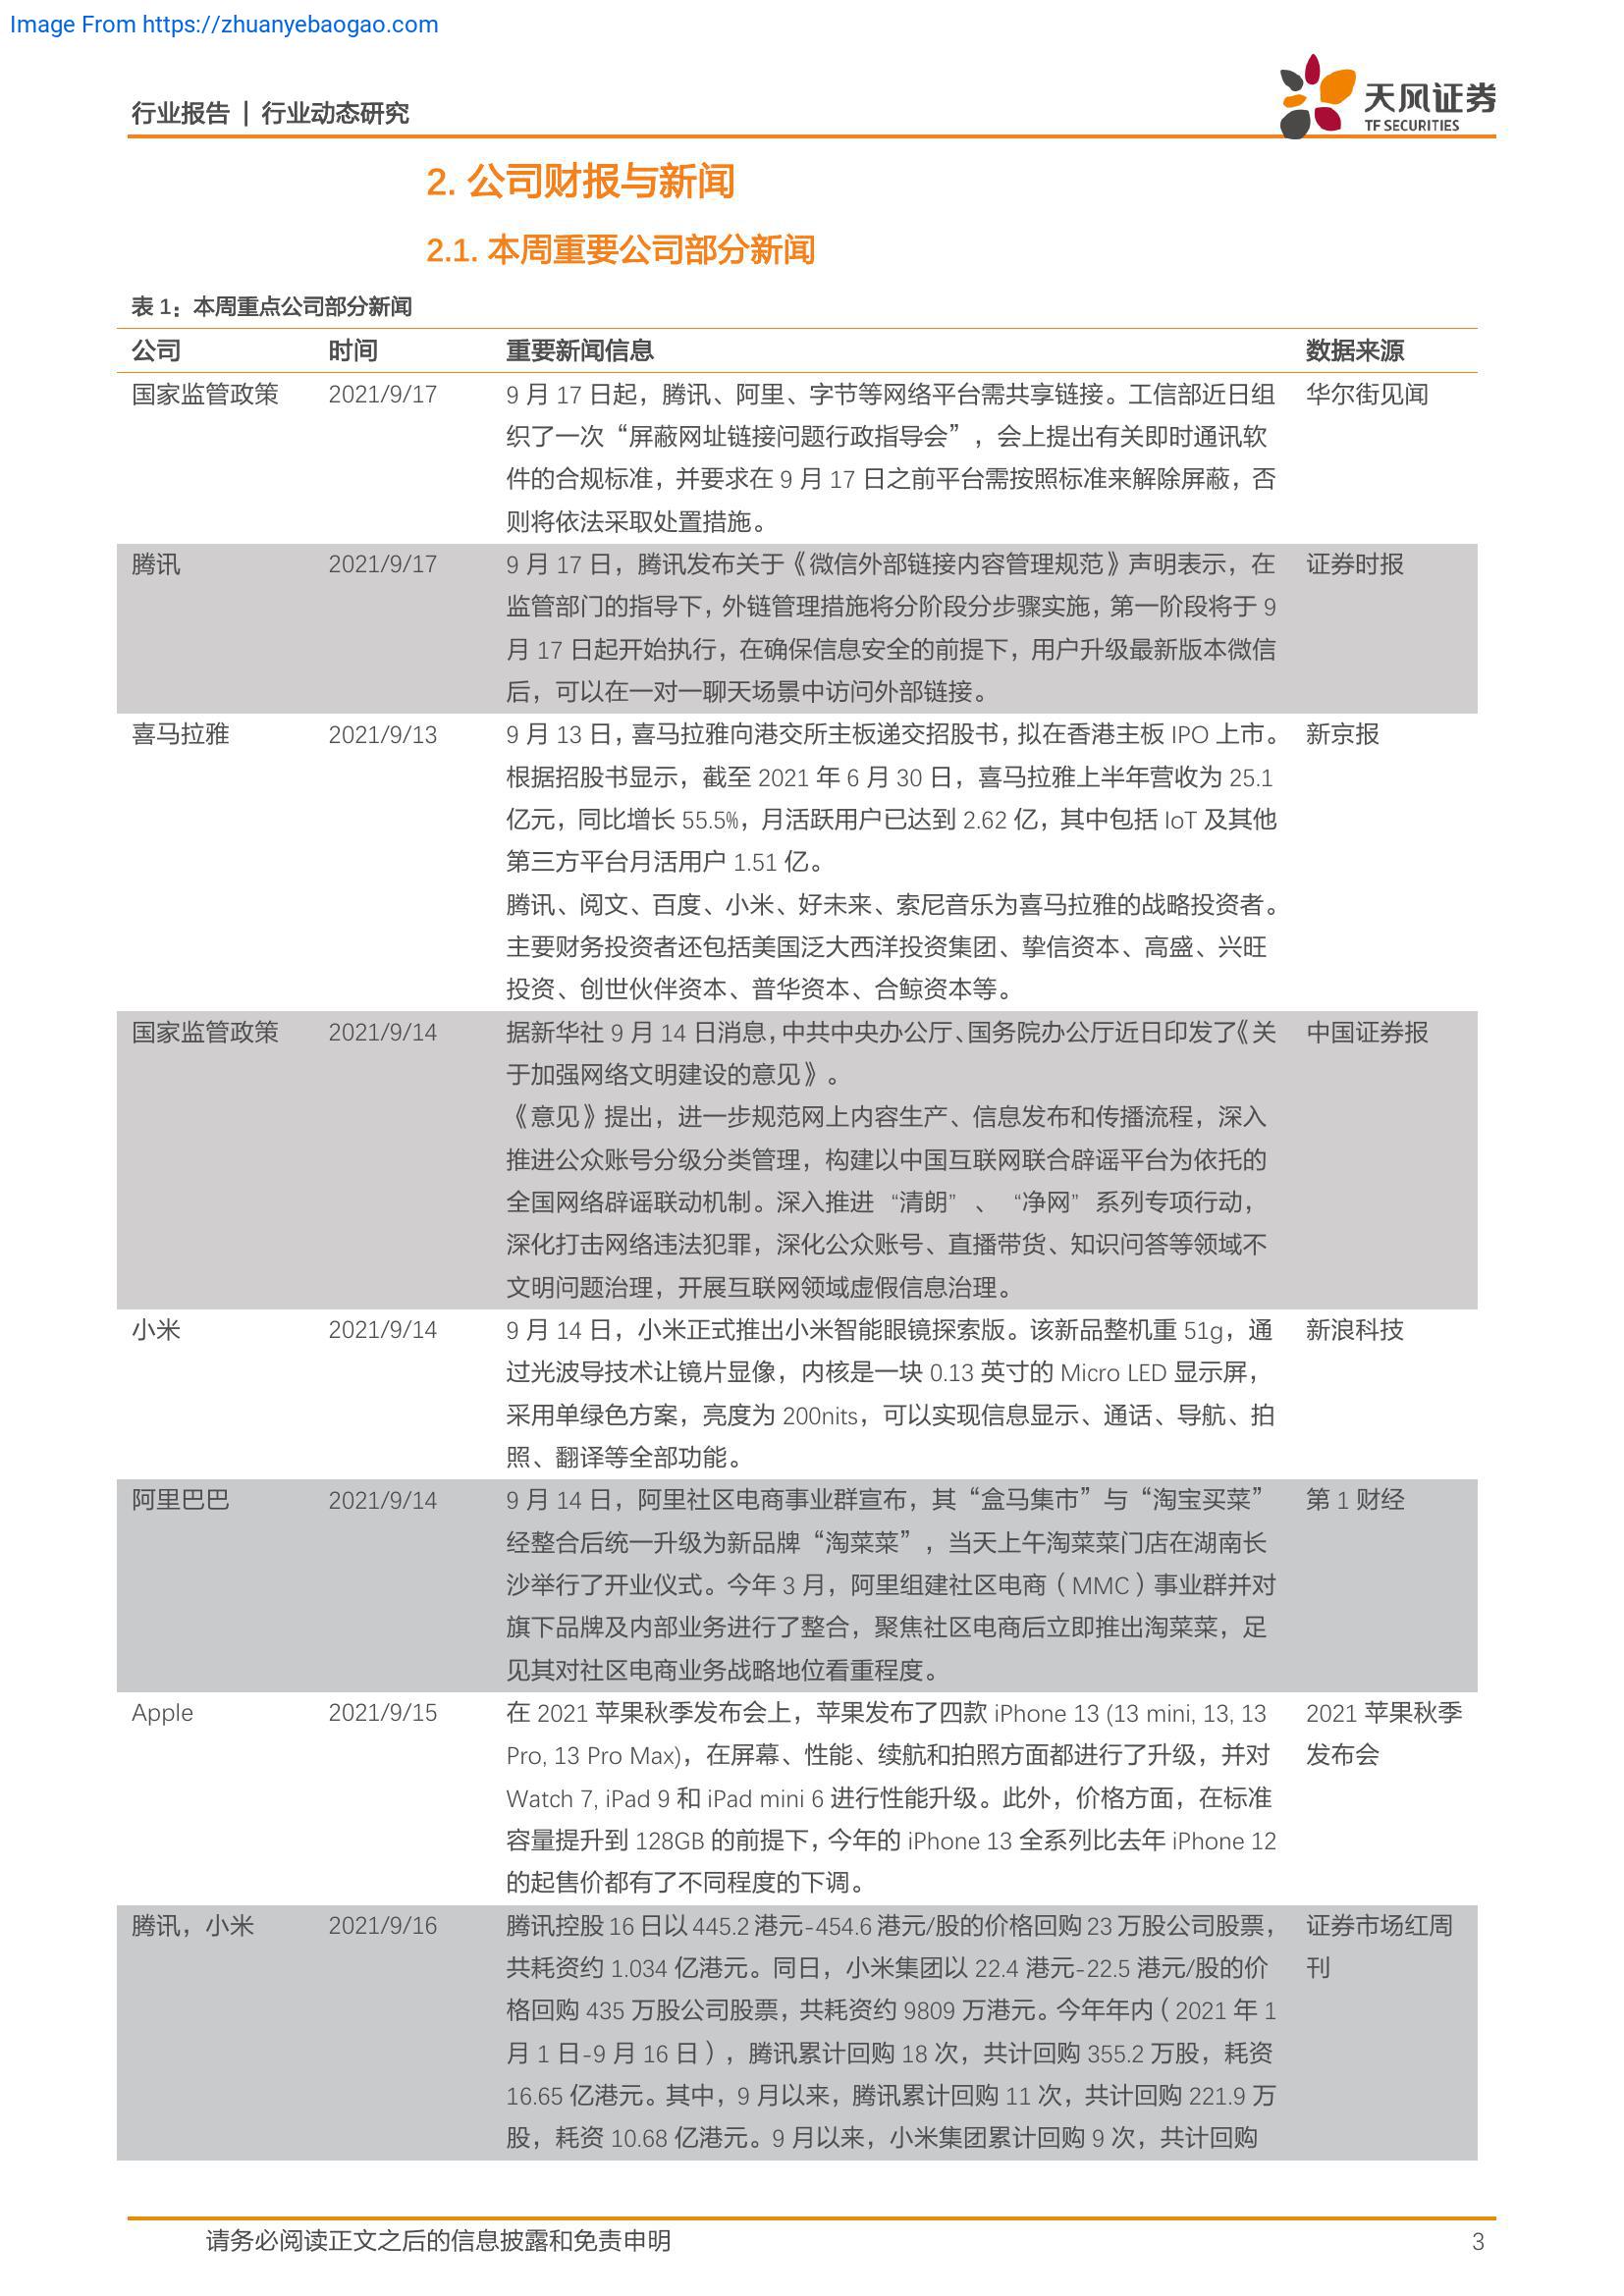 Image From https://zhuanyebaogao.com
行业报告 | 行业动态研究
天风证券
TF SECURITIES
2. 公司财报与新闻
2.1. 本周重要公司部分新闻
表 1：本周重点公司部分新闻
公司 时间 重要新闻信息 数据来源
国家监管政策 2021/9/17 9 月 17 日起，腾讯、阿里、字节等网络平台需共享链接。工信部近日组 华尔街见闻
织了一次“屏蔽网址链接问题行政指导会”，会上提出有关即时通讯软
件的合规标准，并要求在 9 月 17 日之前平台需按照标准来解除屏蔽，否
则将依法采取处置措施。
腾讯 2021/9/17 9 月 17 日，腾讯发布关于《微信外部链接内容管理规范》声明表示，在 证券时报
监管部门的指导下，外链管理措施将分阶段分步骤实施，第一阶段将于 9
月 17 日起开始执行，在确保信息安全的前提下，用户升级最新版本微信
后，可以在一对一聊天场景中访问外部链接。
喜马拉雅 2021/9/13 9 月 13 日，喜马拉雅向港交所主板递交招股书，拟在香港主板 IPO 上市。 新京报
根据招股书显示，截至 2021 年 6 月 30 日，喜马拉雅上半年营收为 25.1
亿元，同比增长 55.5%，月活跃用户已达到 2.62 亿，其中包括 IoT 及其他
第三方平台月活用户 1.51 亿。
腾讯、阅文、百度、小米、好未来、索尼音乐为喜马拉雅的战略投资者。
主要财务投资者还包括美国泛大西洋投资集团、挚信资本、高盛、兴旺
投资、创世伙伴资本、普华资本、合鲸资本等。
国家监管政策 2021/9/14 据新华社 9 月 14 日消息，中共中央办公厅、国务院办公厅近日印发了《关 中国证券报
于加强网络文明建设的意见》。
《意见》提出，进一步规范网上内容生产、信息发布和传播流程，深入
推进公众账号分级分类管理，构建以中国互联网联合辟谣平台为依托的
全国网络辟谣联动机制。深入推进 “清朗” 、 “净网” 系列专项行动，
深化打击网络违法犯罪，深化公众账号、直播带货、知识问答等领域不
文明问题治理，开展互联网领域虚假信息治理。
小米 2021/9/14 9 月 14 日，小米正式推出小米智能眼镜探索版。该新品整机重 51g，通 新浪科技
过光波导技术让镜片显像，内核是一块 0.13 英寸的 Micro LED 显示屏，
采用单绿色方案，亮度为 200nits，可以实现信息显示、通话、导航、拍
照、翻译等全部功能。
阿里巴巴 2021/9/14 9 月 14 日，阿里社区电商事业群宣布，其“盒马集市”与“淘宝买菜” 第 1 财经
经整合后统一升级为新品牌“淘菜菜”，当天上午淘菜菜门店在湖南长
沙举行了开业仪式。今年 3 月，阿里组建社区电商（MMC）事业群并对
旗下品牌及内部业务进行了整合，聚焦社区电商后立即推出淘菜菜，足
见其对社区电商业务战略地位看重程度。
Apple 2021/9/15 在 2021 苹果秋季发布会上，苹果发布了四款 iPhone 13 (13 mini, 13, 13 2021 苹果秋季
Pro, 13 Pro Max)，在屏幕、性能、续航和拍照方面都进行了升级，并对 发布会
Watch 7, iPad 9 和 iPad mini 6 进行性能升级。此外，价格方面，在标准
容量提升到 128GB 的前提下，今年的 iPhone 13 全系列比去年 iPhone 12
的起售价都有了不同程度的下调。
腾讯，小米 2021/9/16 腾讯控股 16 日以 445.2 港元-454.6 港元/股的价格回购 23 万股公司股票， 证券市场红周
共耗资约 1.034 亿港元。同日，小米集团以 22.4 港元-22.5 港元/股的价 刊
格回购 435 万股公司股票，共耗资约 9809 万港元。今年年内（2021 年 1
月 1 日-9 月 16 日），腾讯累计回购 18 次，共计回购 355.2 万股，耗资
16.65 亿港元。其中，9 月以来，腾讯累计回购 11 次，共计回购 221.9 万
股，耗资 10.68 亿港元。9 月以来，小米集团累计回购 9 次，共计回购
请务必阅读正文之后的信息披露和免责申明 3